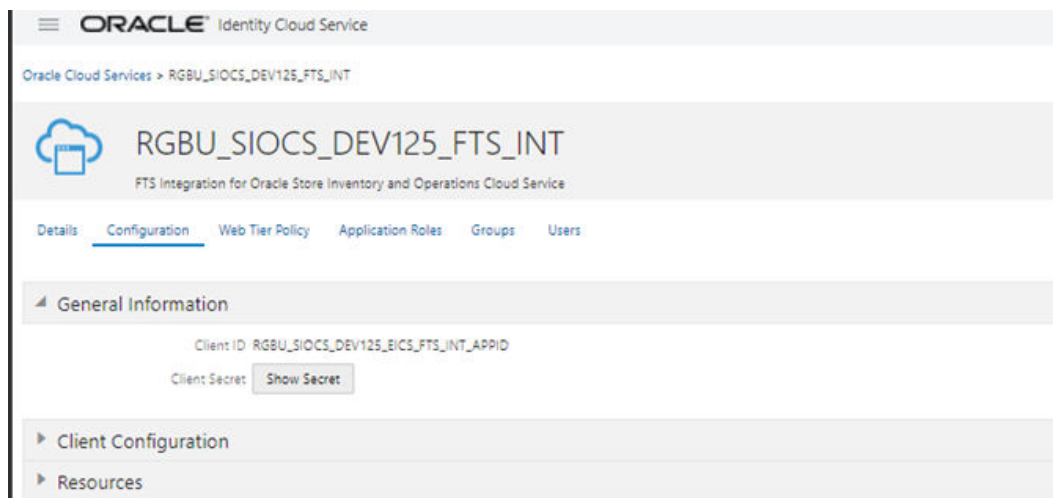 ORACLE Identity Cloud Service
Oracle Cloud Services > RGBU_SIOCS_DEV125_FTS_INT
RGBU_SIOCS_DEV125_FTS_INT
FTS Integration for Oracle Store Inventory and Operations Cloud Service
Details Configuration Web Tier Policy Application Roles Groups Users
General Information
Client ID RGBU_SIOCS_DEV125_EICS_FTS_INT_APPID
Client Secret Show Secret
Client Configuration
Resources